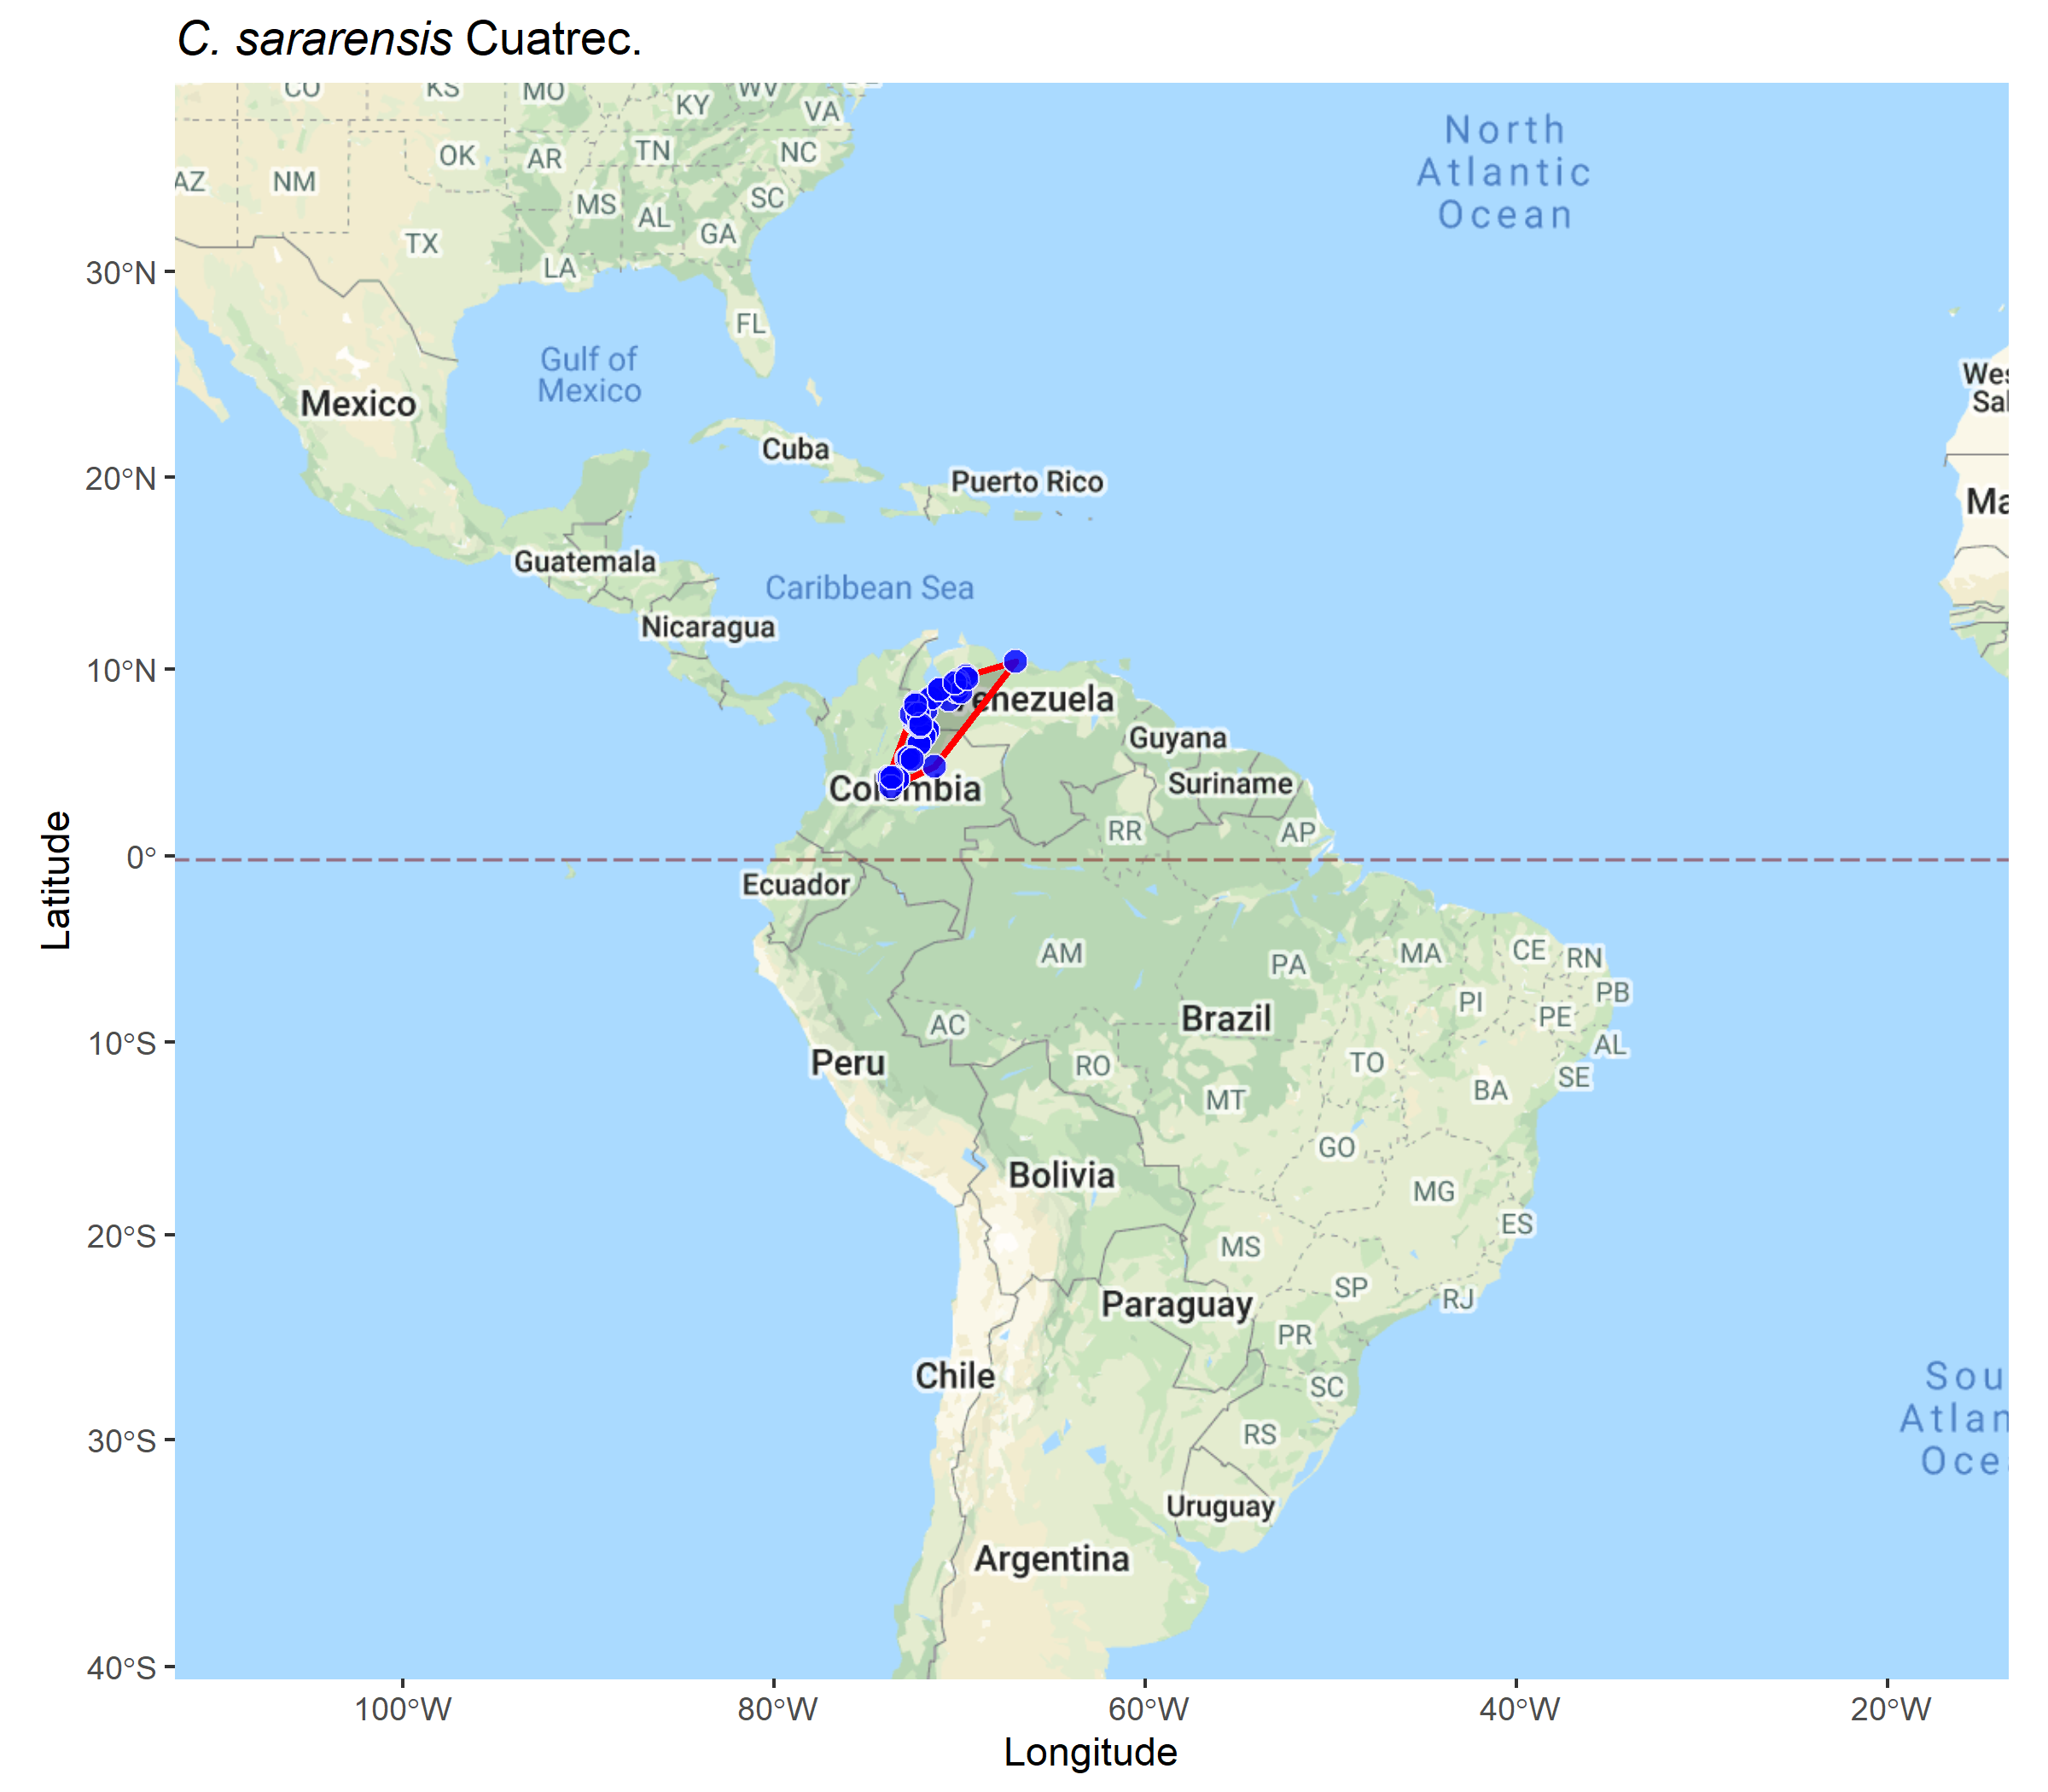 C. sararensis Cuatrec.
CO
KS
MO
KY
WV
VA
OK
AR
TN
NC
AZ
NM
MS
AL
SC
GA
TX
LA
FL
North
Atlantic
Ocean
Gulf of
Mexico
Mexico
Cuba
Puerto Rico
Wes
Sal
Ma
Guatemala
Caribbean Sea
Nicaragua
enezuela
Guyana
Suriname
Colombia
RR
AP
Ecuador
AM
PA
MA
CE
RN
PB
PI
PE
AL
SE
AC
Brazil
Peru
RO
TO
BA
MT
GO
Bolivia
MG
ES
MS
SP
RJ
Paraguay
PR
Chile
SC
RS
Uruguay
Argentina
Sou
Atlan
Oce
30°N
20°N
10°N
0°
10°S
20°S
30°S
40°S
Latitude
100°W
80°W
60°W
40°W
20°W
Longitude